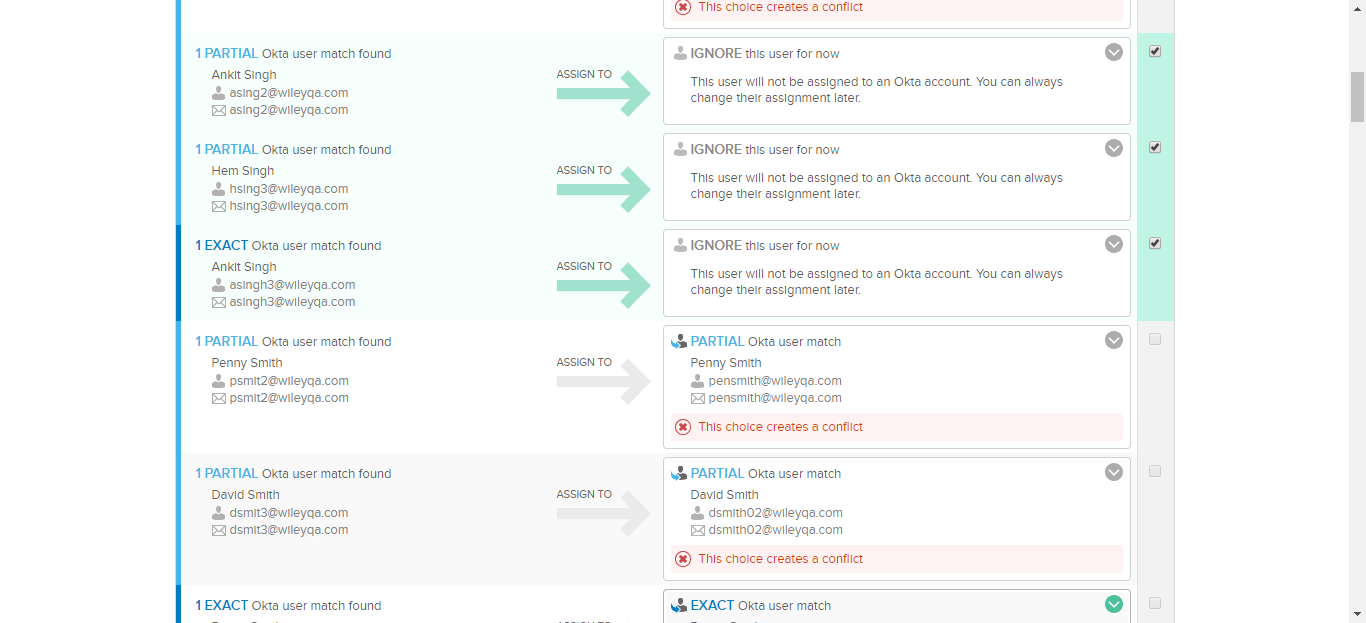 This choice creates a conflict
1 PARTIAL Okta user match found
Ankit Singh
asing2@wileyqa.com
asing2@wileyqa.com
ASSIGN TO
IGNORE this user for now
This user will not be assigned to an Okta account. You can always
change their assignment later.
1 PARTIAL Okta user match found
Hem Singh
hsing3@wileyqa.com
hsing3@wileyqa.com
ASSIGN TO
IGNORE this user for now
This user will not be assigned to an Okta account. You can always
change their assignment later.
1 EXACT Okta user match found
Ankit Singh
asingh3@wileyqa.com
asingh3@wileyqa.com
ASSIGN TO
IGNORE this user for now
This user will not be assigned to an Okta account. You can always
change their assignment later.
1 PARTIAL Okta user match found
Penny Smith
psmit2@wileyqa.com
psmit2@wileyqa.com
ASSIGN TO
PARTIAL Okta user match
Penny Smith
pensmith@wileyqa.com
pensmith@wileyqa.com
This choice creates a conflict
1 PARTIAL Okta user match found
David Smith
dsmit3@wileyqa.com
dsmit3@wileyqa.com
ASSIGN TO
PARTIAL Okta user match
David Smith
dsmith02@wileyqa.com
dsmith02@wileyqa.com
This choice creates a conflict
1 EXACT Okta user match found
EXACT Okta user match